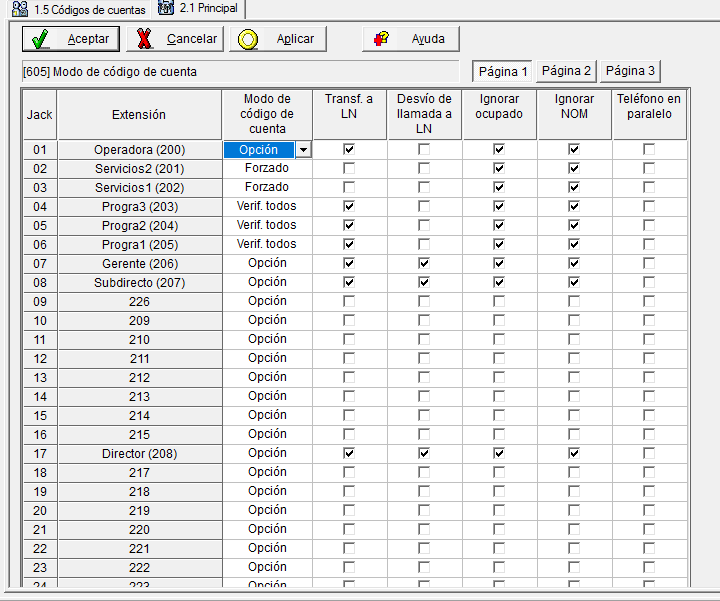 1.5 Códigos de cuentas 2.1 Principal
Aceptar Cancelar Aplicar Ayuda
[605] Modo de código de cuenta Página 1 Página 2 Página 3
Jack Extensión Modo de código de cuenta Transf. a LN Desvío de llamada a LN Ignorar ocupado Ignorar NOM Teléfono en paralelo
01 Operadora (200) Opción
02 Servicios2 (201) Forzado
03 Servicios1 (202) Forzado
04 Progra3 (203) Verif. todos
05 Progra2 (204) Verif. todos
06 Progra1 (205) Verif. todos
07 Gerente (206) Opción
08 Subdirecto (207) Opción
09 226 Opción
10 209 Opción
11 210 Opción
12 211 Opción
13 212 Opción
14 213 Opción
15 214 Opción
16 215 Opción
17 Director (208) Opción
18 217 Opción
19 218 Opción
20 219 Opción
21 220 Opción
22 221 Opción
23 222 Opción
24 223 Opción